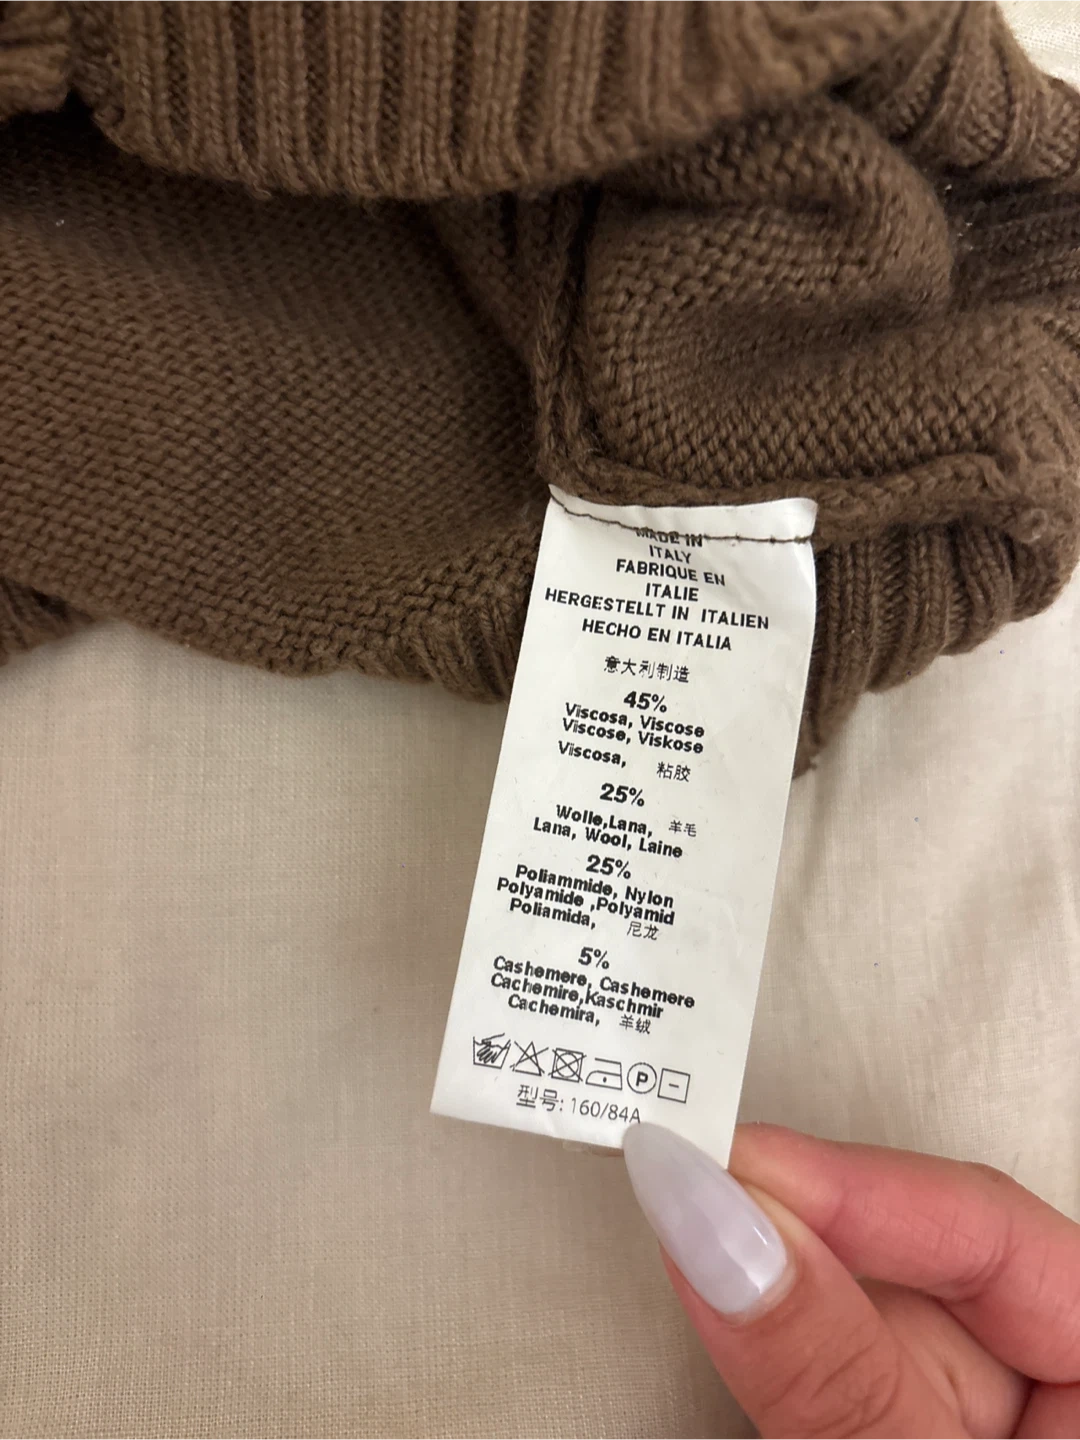 MADE IN
ITALY
FABRIQUE EN
ITALIE
HERGESTELLT IN ITALIEN
HECHO EN ITALIA
意大利制造
45%
Viscosa, Viscose
Viscose, Viskose
Viscosa, 粘胶
25%
Wolle,Lana, 羊毛
Lana, Wool, Laine
25%
Poliammide, Nylon
Polyamide ,Polyamid
Poliamida, 尼龙
5%
Cashemere, Cashemere
Cachemire,Kaschmir
Cachemira, 羊绒
P
型号: 160/84A